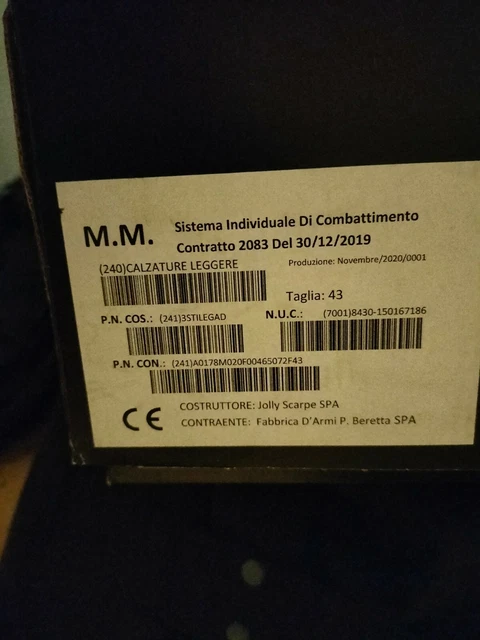 M.M.
Sistema Individuale Di Combattimento
Contratto 2083 Del 30/12/2019
(240)CALZATURE LEGGERE
Produzione: Novembre/2020/0001
Taglia: 43
P.N. COS.: (241)3STILEGAD
N.U.C.: (7001)8430-150167186
P.N. CON.: (241)A0178M020F00465072F43
CE
COSTRUTTORE: Jolly Scarpe SPA
CONTRAENTE: Fabbrica D'Armi P. Beretta SPA